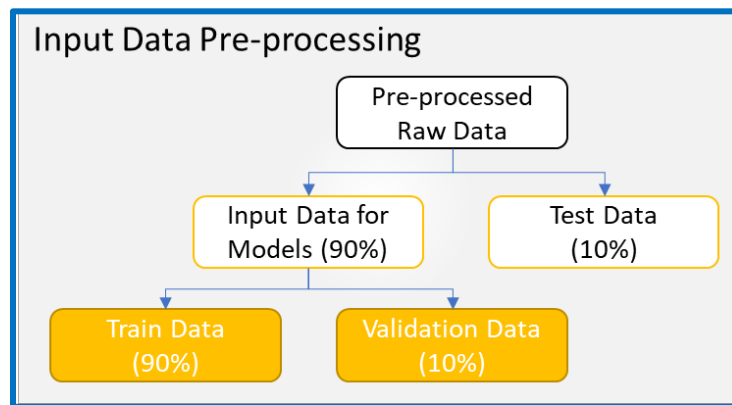 Input Data Pre-processing
Pre-processed
Raw Data
Input Data for
Models (90%)
Test Data
(10%)
Train Data
(90%)
Validation Data
(10%)